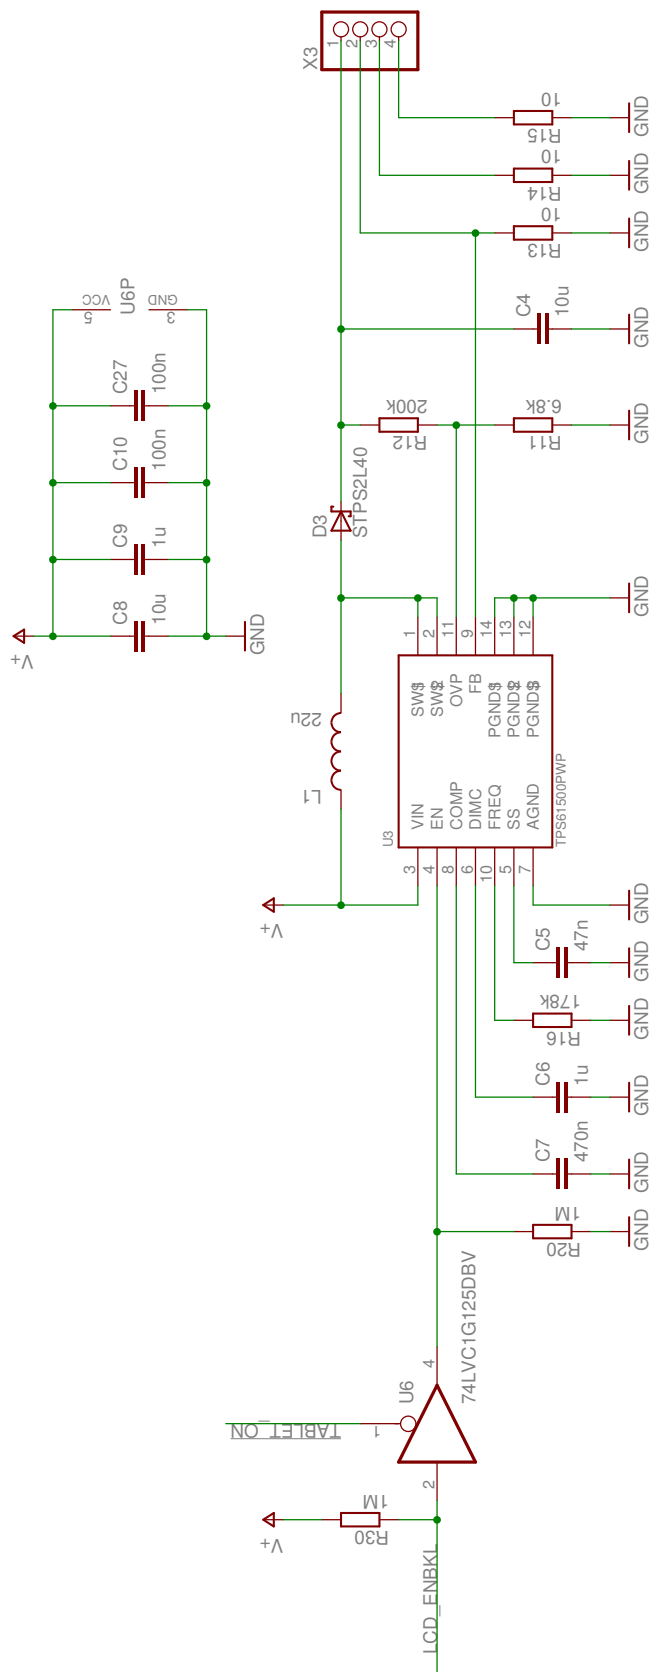 X3
1
2
3
4
10
R15
GND
10
R14
GND
10
R13
GND
C4
10u
GND
200k
R12
6.8k
R11
GND
VCC
5
U6P
GND
3
C27
100n
C10
100n
C9
1u
C8
10u
V+
GND
D3
STPS2L40
22u
L1
V+
1
2
11
9
14
13
12
GND
SW1
SW2
OVP
FB
PGND1
PGND2
PGND3
U3
TPS61500PWP
VIN
EN
COMP
DIMC
FREQ
SS
AGND
3
4
8
6
10
5
7
GND
C5
47n
GND
178k
R16
GND
C6
1u
GND
C7
470n
GND
1M
R20
GND
74LVC1G125DBV
4
U6
TABLET_ON
1
2
1M
R30
V+
LCD_ENBKL